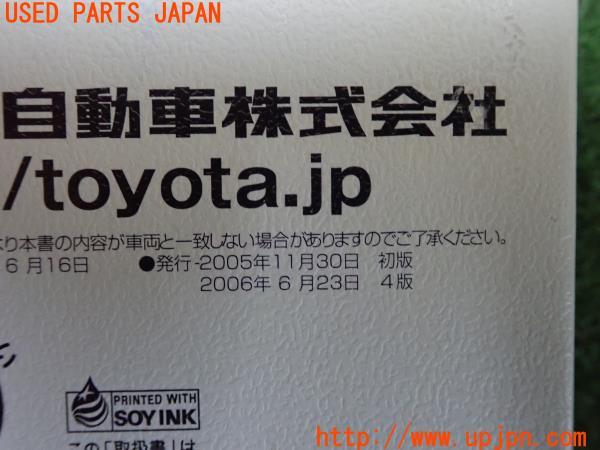 USED PARTS JAPAN
自動車株式会社
/toyota.jp
より本書の内容が車両と一致しない場合がありますのでご了承ください。
6月16日 ●発行-2005年11月30日 初版
2006年 6月23日 4版
PRINTED WITH
SOY INK
この「取扱書」は
http://www.upjpn.com